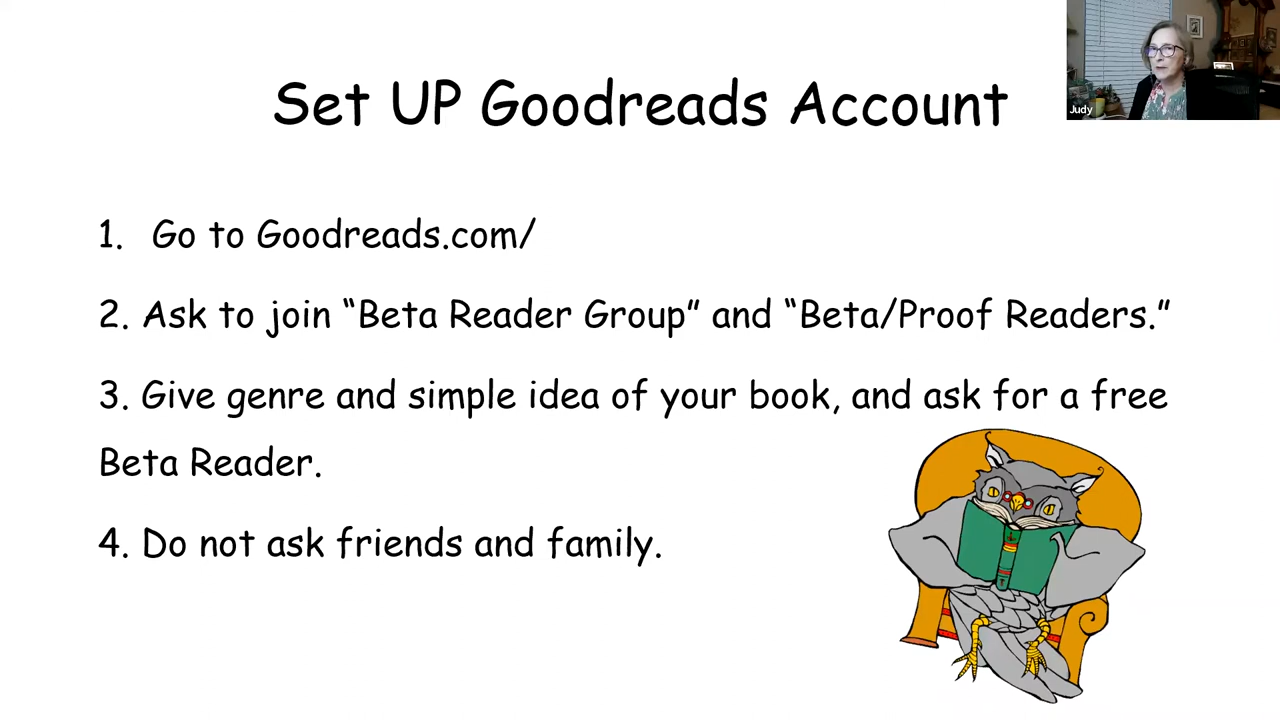 Set UP Goodreads Account
Judy
1. Go to Goodreads.com/
2. Ask to join “Beta Reader Group” and “Beta/Proof Readers.”
3. Give genre and simple idea of your book, and ask for a free
Beta Reader.
4. Do not ask friends and family.